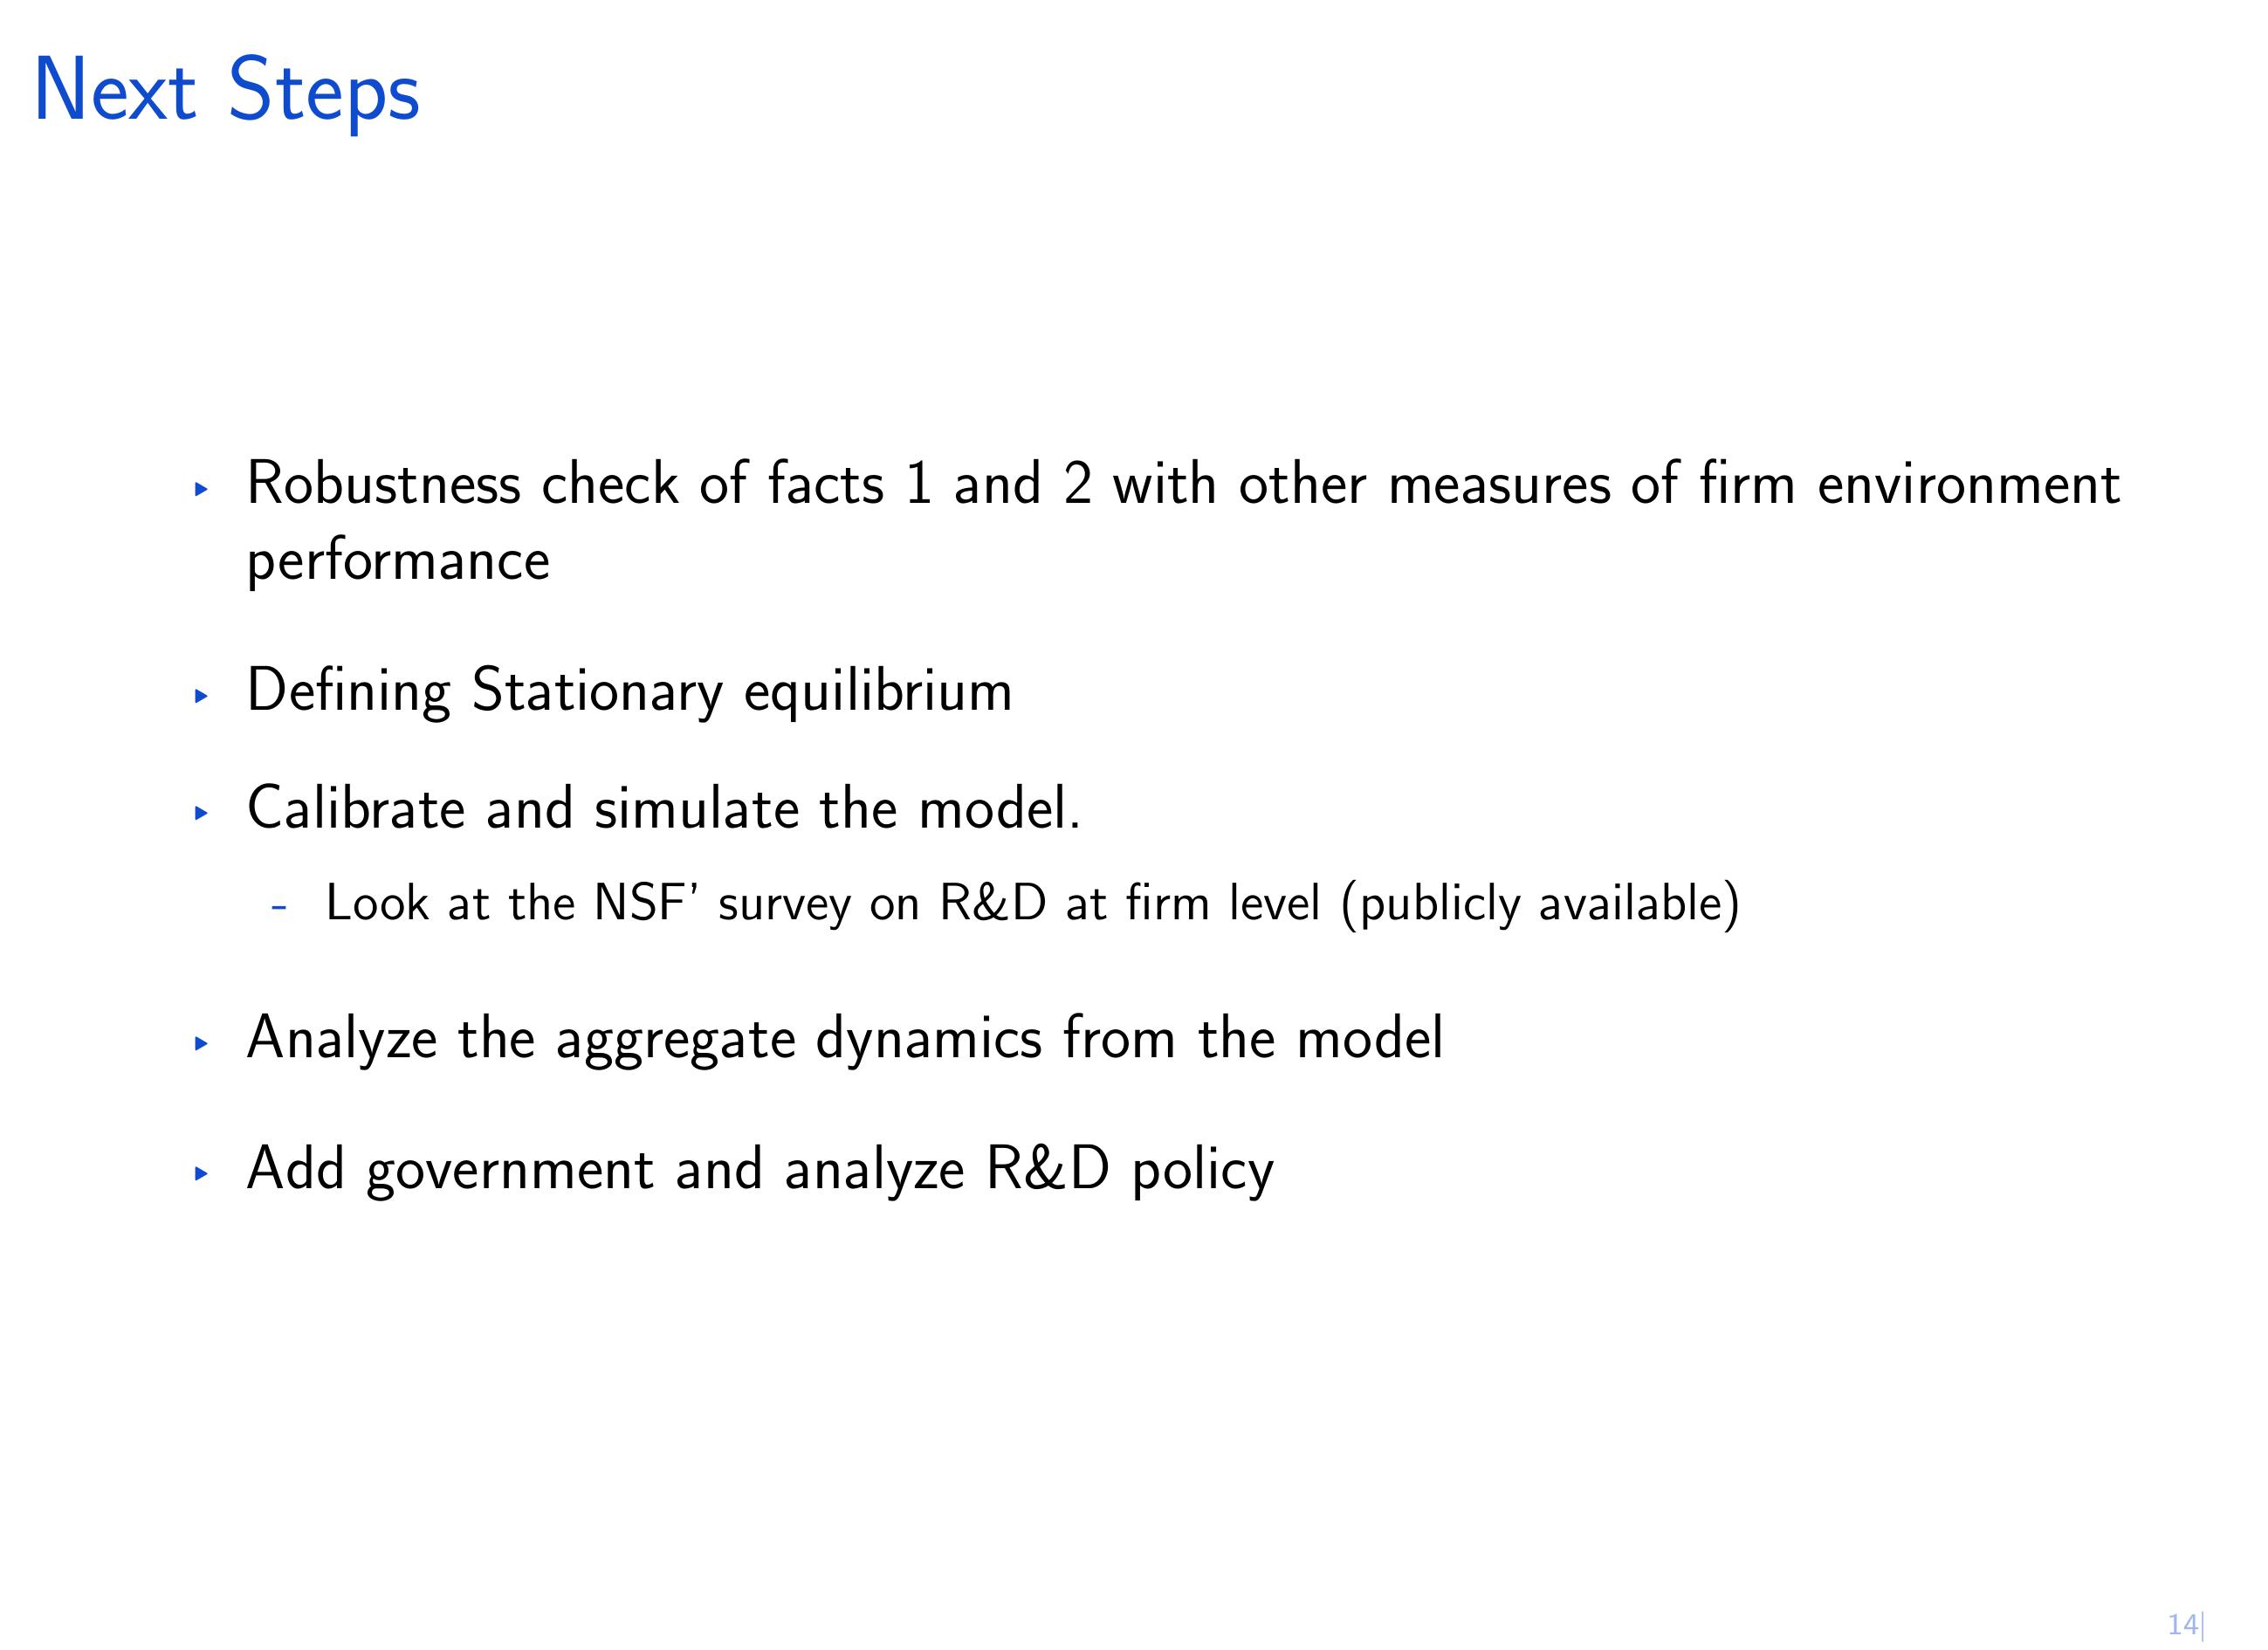 Next Steps
Robustness check of facts 1 and 2 with other measures of firm environment
performance
Defining Stationary equilibrium
Calibrate and simulate the model.
- Look at the NSF' survey on R&D at firm level (publicly available)
Analyze the aggregate dynamics from the model
Add government and analyze R&D policy
14|